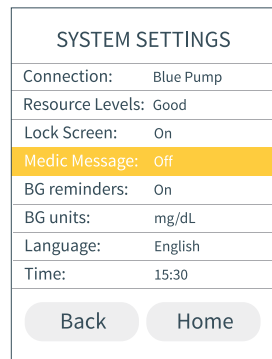 SYSTEM SETTINGS
Connection: Blue Pump
Resource Levels: Good
Lock Screen: On
Medic Message: Off
BG reminders: On
BG units: mg/dL
Language: English
Time: 15:30
Back Home